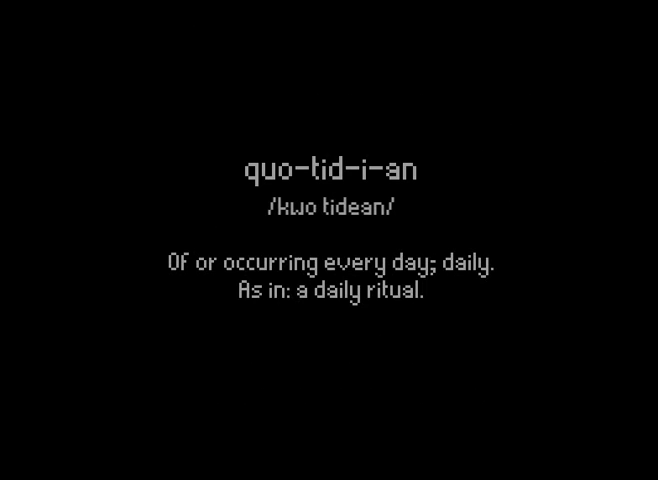 quo-tid-i-an
/kwo tidean/
Of or occurring every day; daily.
As in: a daily ritual.